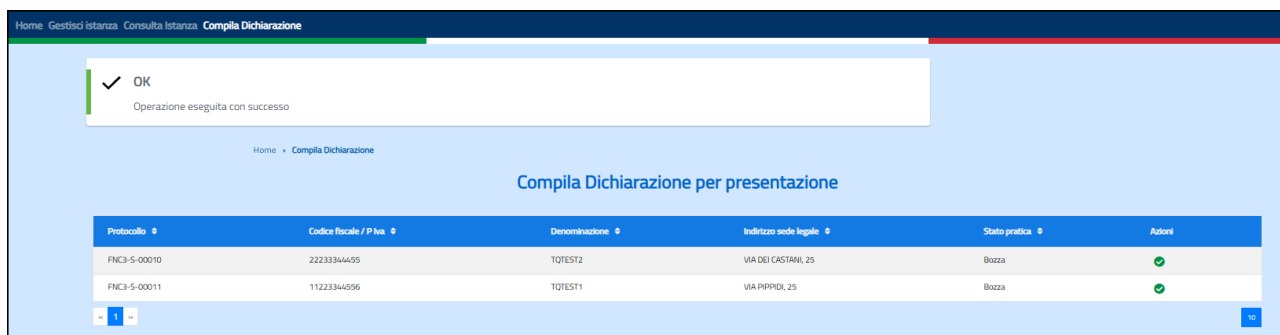 Home Gestisci istanza Consulta Istanza Compila Dichiarazione
OK
Operazione eseguita con successo
Home › Compila Dichiarazione
Compila Dichiarazione per presentazione
Protocollo Codice fiscale / P Iva Denominazione Indirizzo sede legale Stato pratica Azioni
FNC3-S-00010 22233344455 TQTEST2 VIA DEI CASTANI, 25 Bozza
FNC3-S-00011 11223344556 TQTEST1 VIA PIPPIDI, 25 Bozza
« 1 » 10